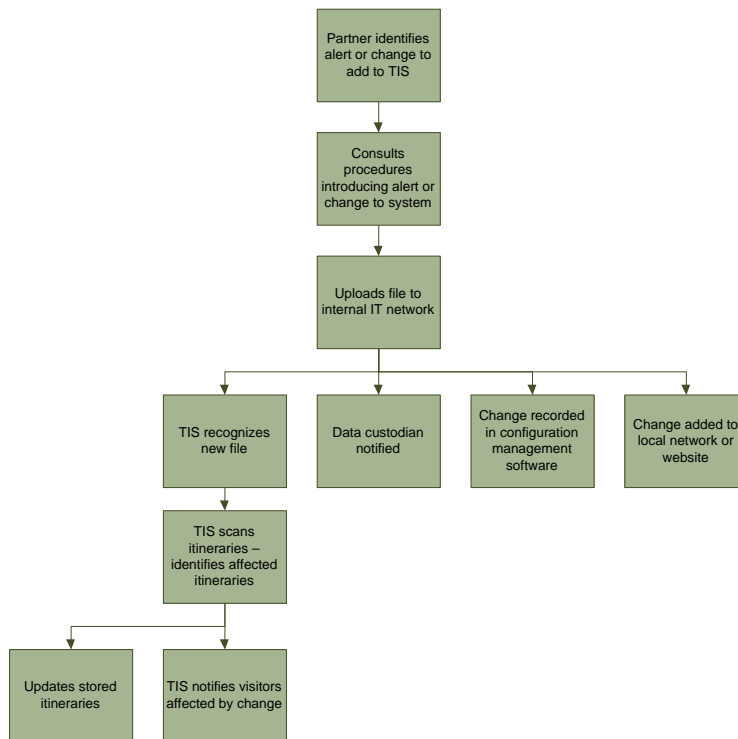 Partner identifies
alert or change to
add to TIS
Consults
procedures
introducing alert or
change to system
Uploads file to
internal IT network
TIS recognizes
new file
Data custodian
notified
Change recorded
in configuration
management
software
Change added to
local network or
website
TIS scans
itineraries –
identifies affected
itineraries
Updates stored
itineraries
TIS notifies visitors
affected by change